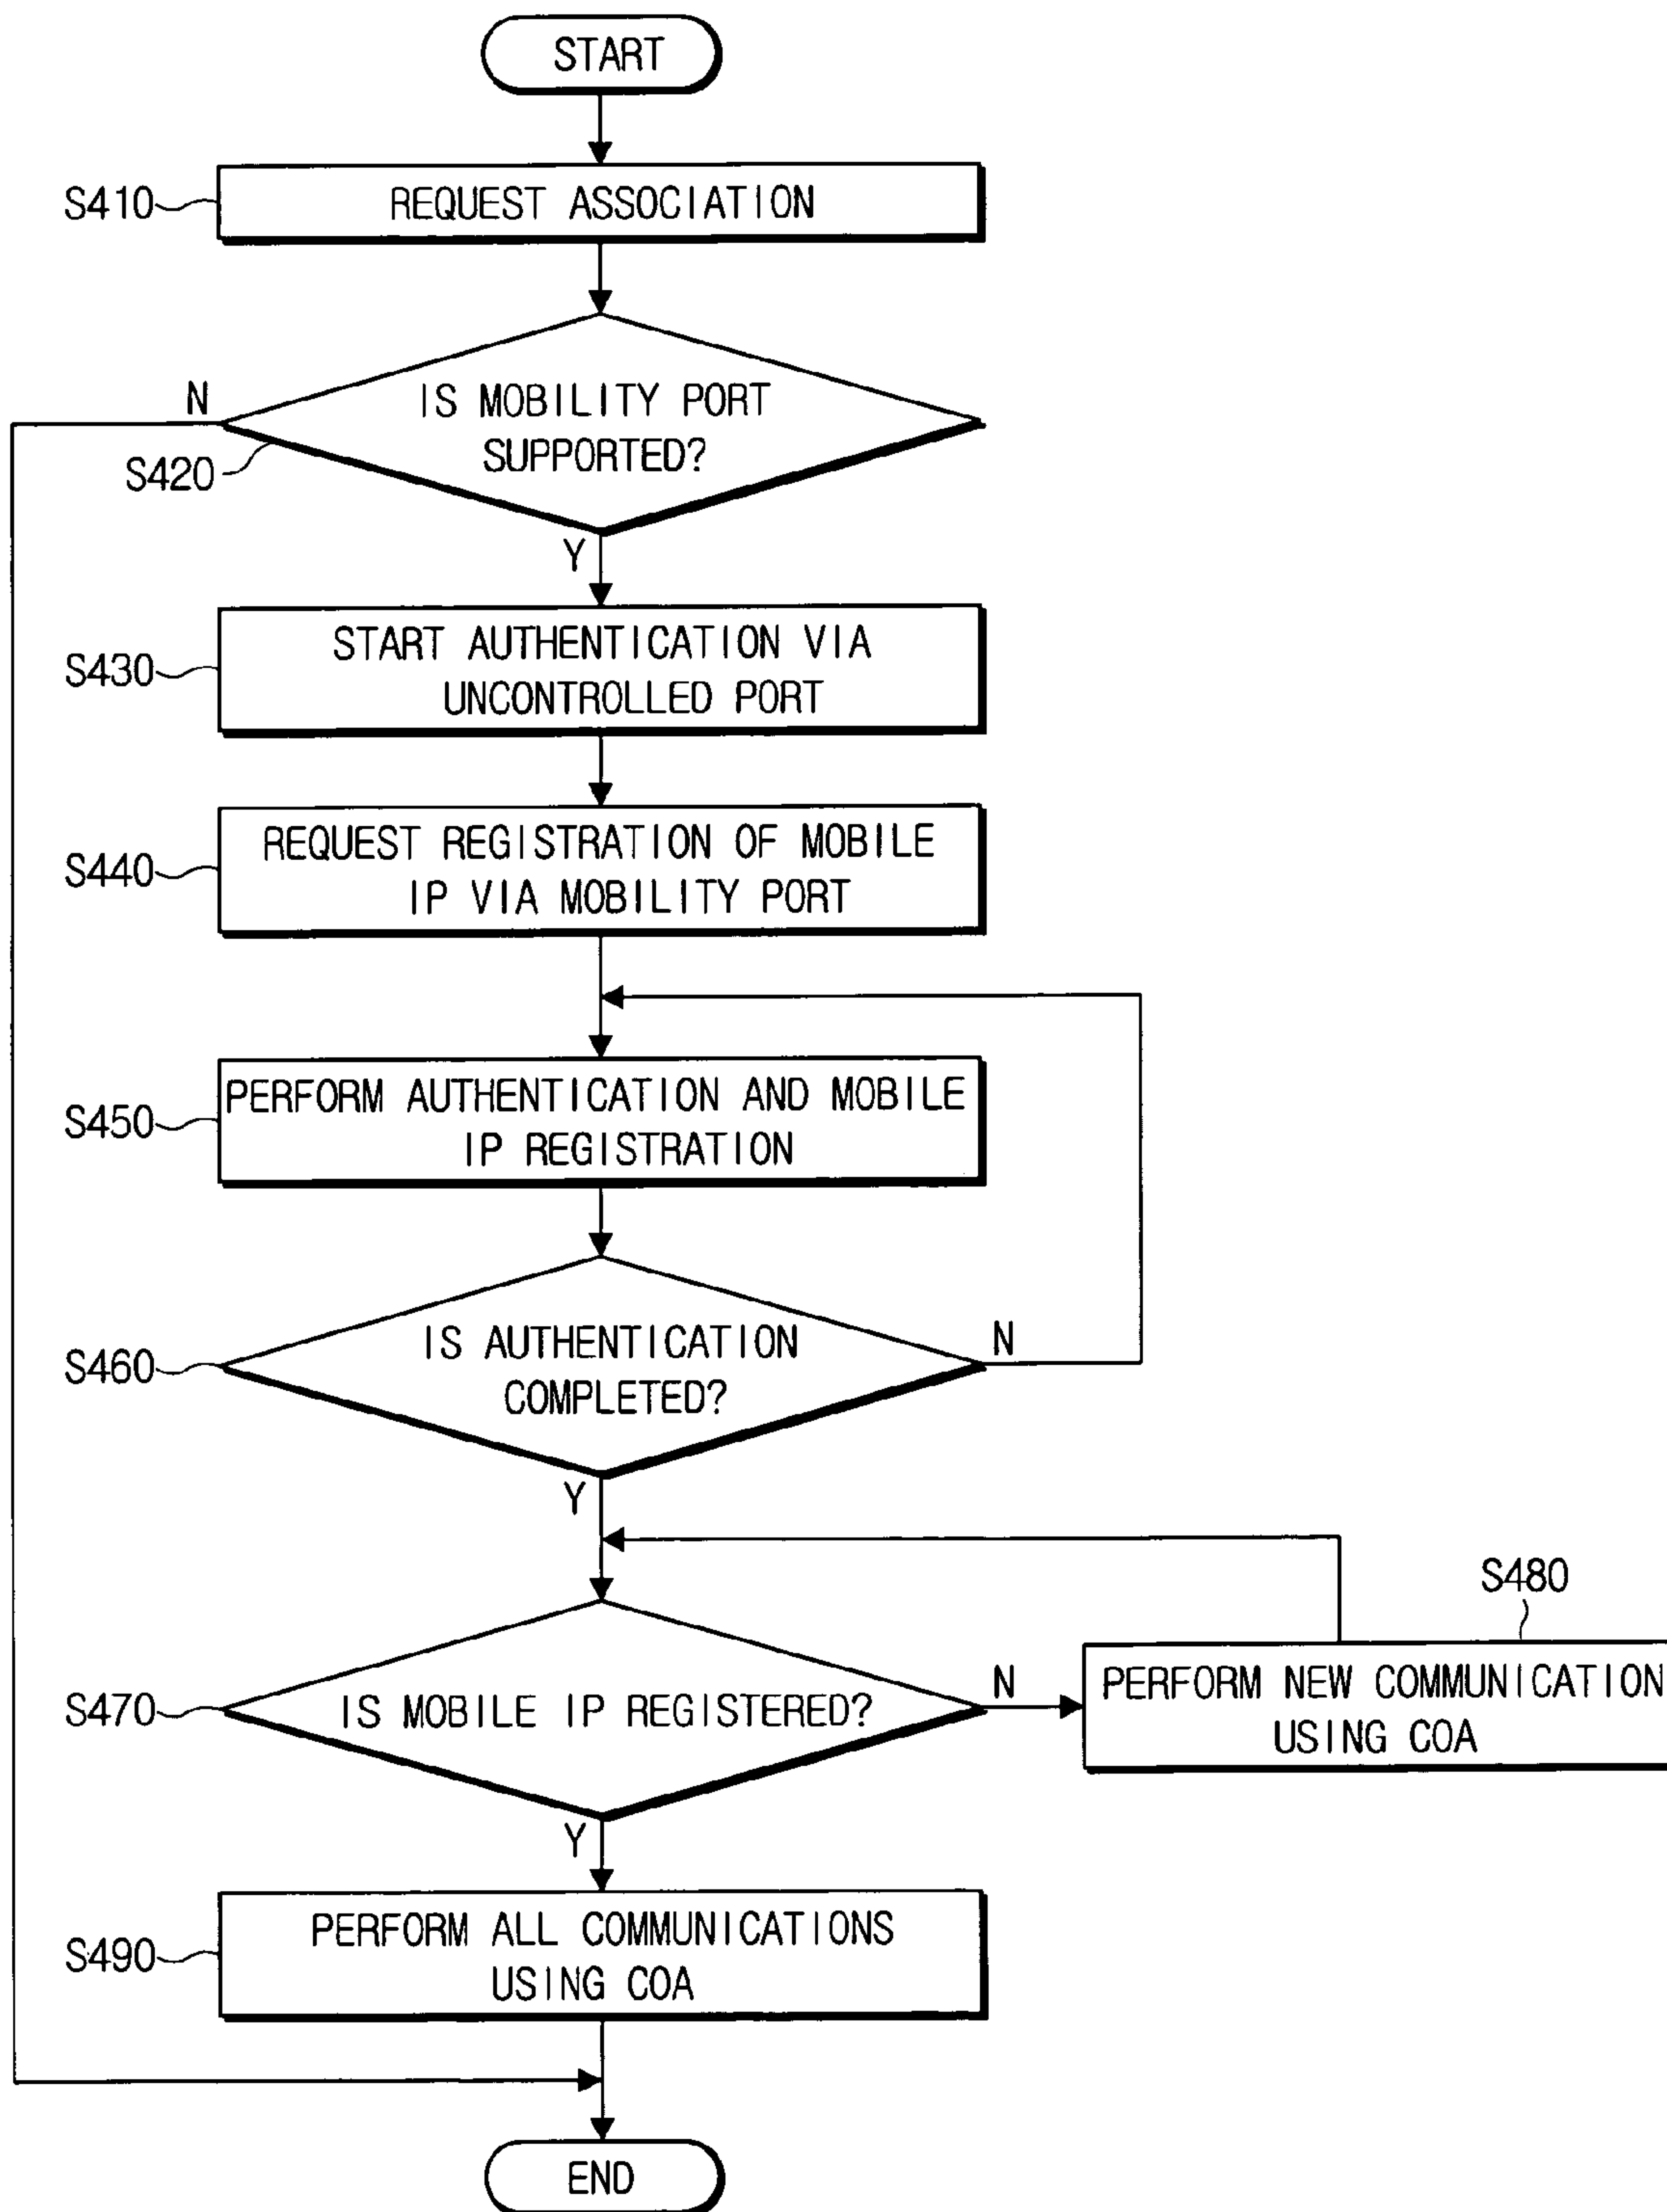 START
S410
REQUEST ASSOCIATION
N
IS MOBILITY PORT
SUPPORTED?
S420
Y
S430
START AUTHENTICATION VIA
UNCONTROLLED PORT
S440
REQUEST REGISTRATION OF MOBILE
IP VIA MOBILITY PORT
S450
PERFORM AUTHENTICATION AND MOBILE
IP REGISTRATION
S460
IS AUTHENTICATION
COMPLETED?
N
Y
S470
IS MOBILE IP REGISTERED?
N
S480
PERFORM NEW COMMUNICATION
USING COA
Y
S490
PERFORM ALL COMMUNICATIONS
USING COA
END